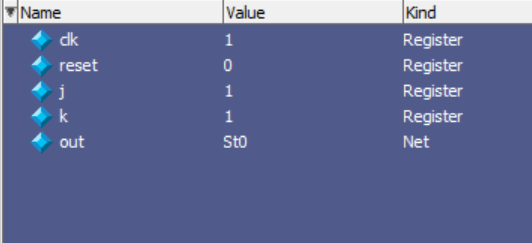 Name Value Kind
clk 1 Register
reset 0 Register
j 1 Register
k 1 Register
out St0 Net